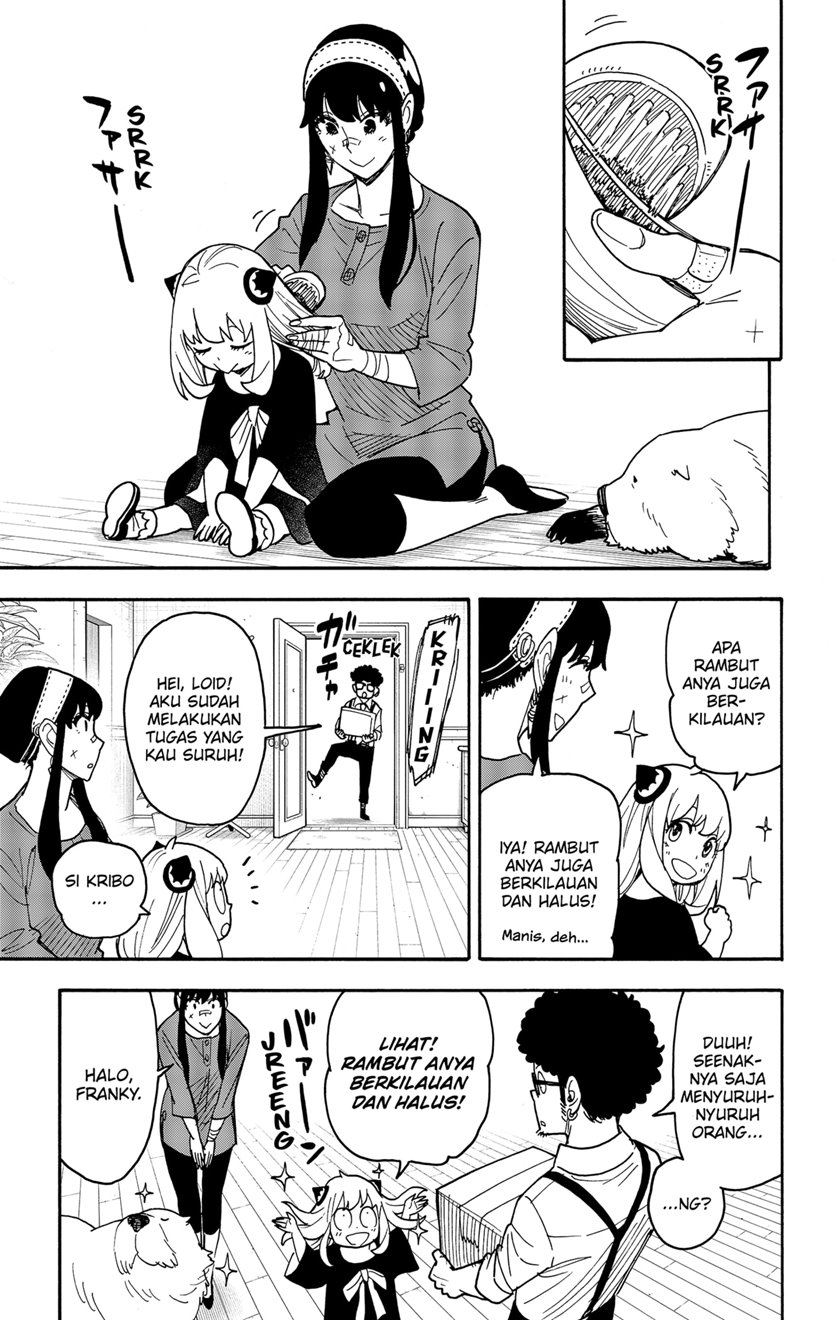 SRRK
ファサー
SRRK
ファサー
APA
RAMBUT
ANYA JUGA
BER-
KILAUAN?
IYA! RAMBUT
ANYA JUGA
BERKILAUAN
DAN HALUS!
Manis, deh...
KRIIING
CEKLEK
ガチャ
HEI, LOID!
AKU SUDAH
MELAKUKAN
TUGAS YANG
KAU SURUH!
SI KRIBO
...
DUUH!
SEENAK-
NYA SAJA
MENYURUH-
NYURUH
ORANG...
...NG?
LIHAT!
RAMBUT ANYA
BERKILAUAN
DAN HALUS!
バァーン
JREENG
HALO,
FRANKY.